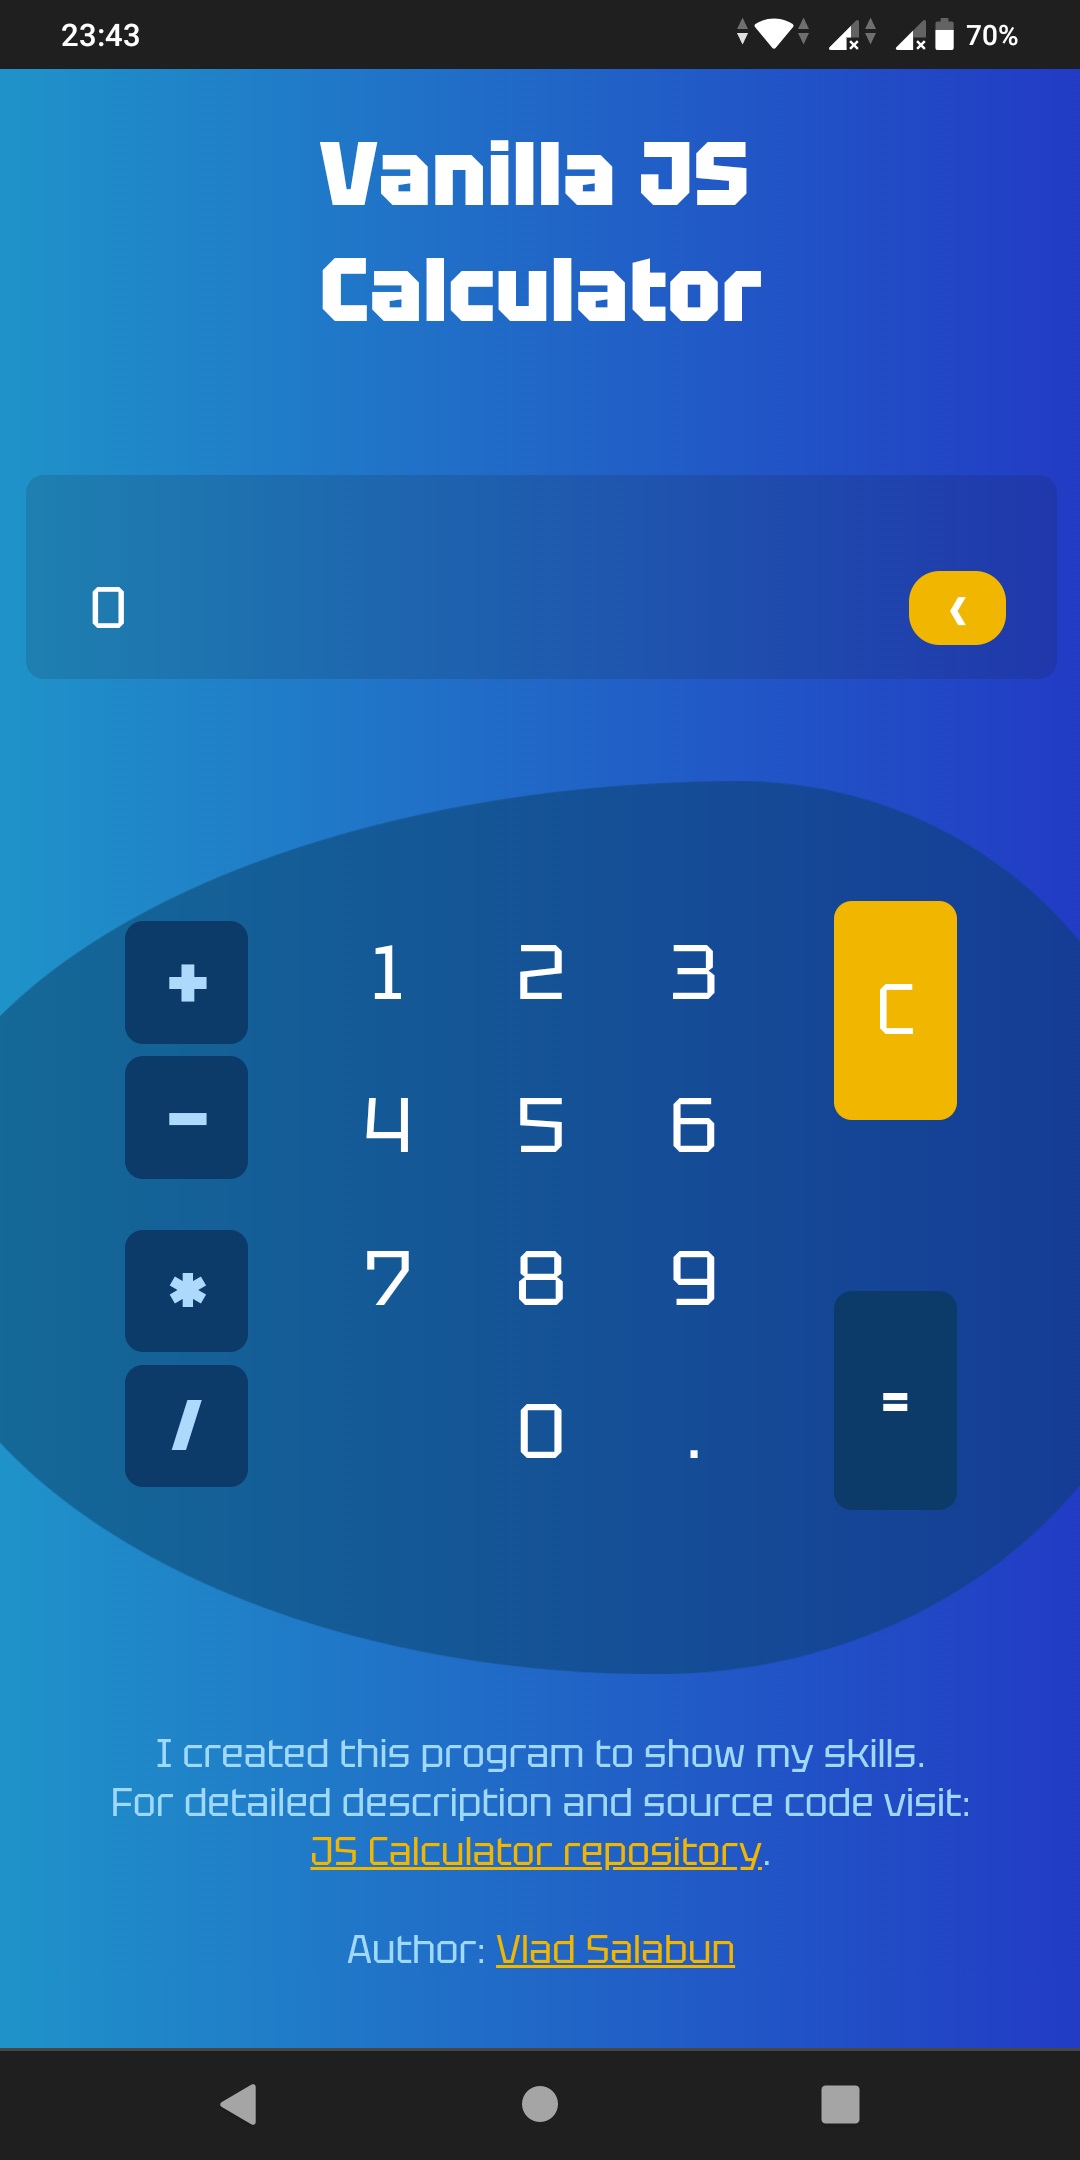 23:43 70%
Vanilla JS
Calculator
0 ‹
+ 1 2 3 C
- 4 5 6
* 7 8 9 =
/ 0 .
I created this program to show my skills.
For detailed description and source code visit:
JS Calculator repository.
Author: Vlad Salabun